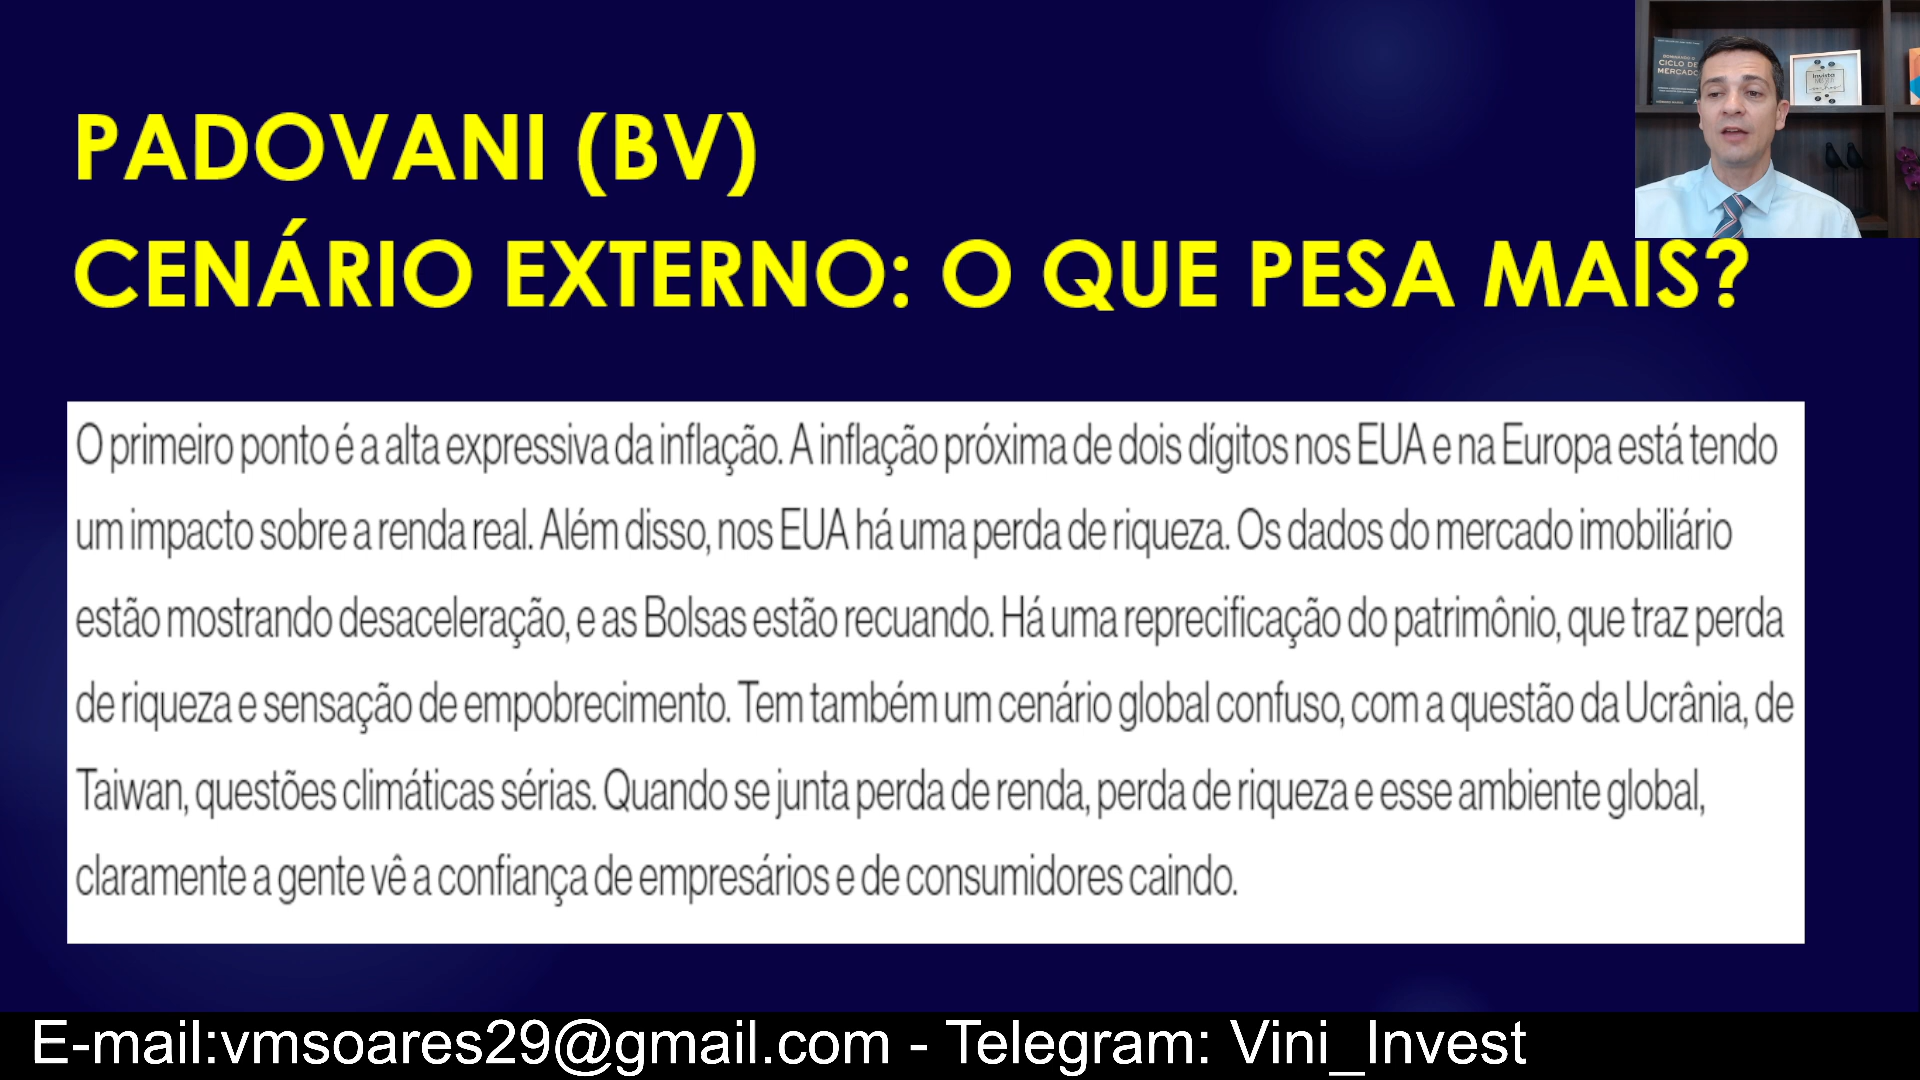 PADOVANI (BV)
CENÁRIO EXTERNO: O QUE PESA MAIS?
CICLO DE
MERCADO
Invista
O primeiro ponto é a alta expressiva da inflação. A inflação próxima de dois dígitos nos EUA e na Europa está tendo
um impacto sobre a renda real. Além disso, nos EUA há uma perda de riqueza. Os dados do mercado imobiliário
estão mostrando desaceleração, e as Bolsas estão recuando. Há uma reprecificação do patrimônio, que traz perda
de riqueza e sensação de empobrecimento. Tem também um cenário global confuso, com a questão da Ucrânia, de
Taiwan, questões climáticas sérias. Quando se junta perda de renda, perda de riqueza e esse ambiente global,
claramente a gente vê a confiança de empresários e de consumidores caindo.
E-mail:vmsoares29@gmail.com - Telegram: Vini_Invest